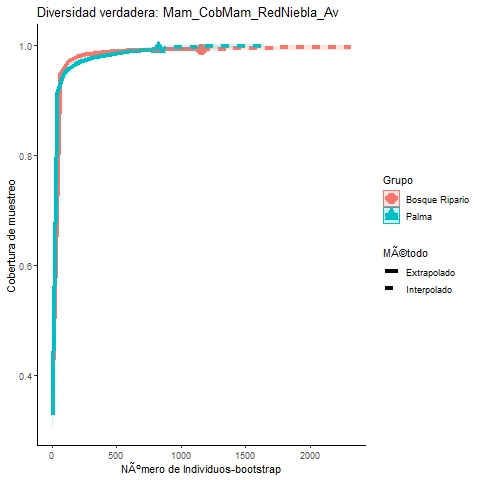 Diversidad verdadera: Mam_CobMam_RedNiebla_Av
1.0
0.8
0.6
0.4
Cobertura de muestreo
0
500
1000
1500
2000
NÃºmero de Individuos-bootstrap
Grupo
Bosque Ripario
Palma
MÃ©todo
Extrapolado
Interpolado